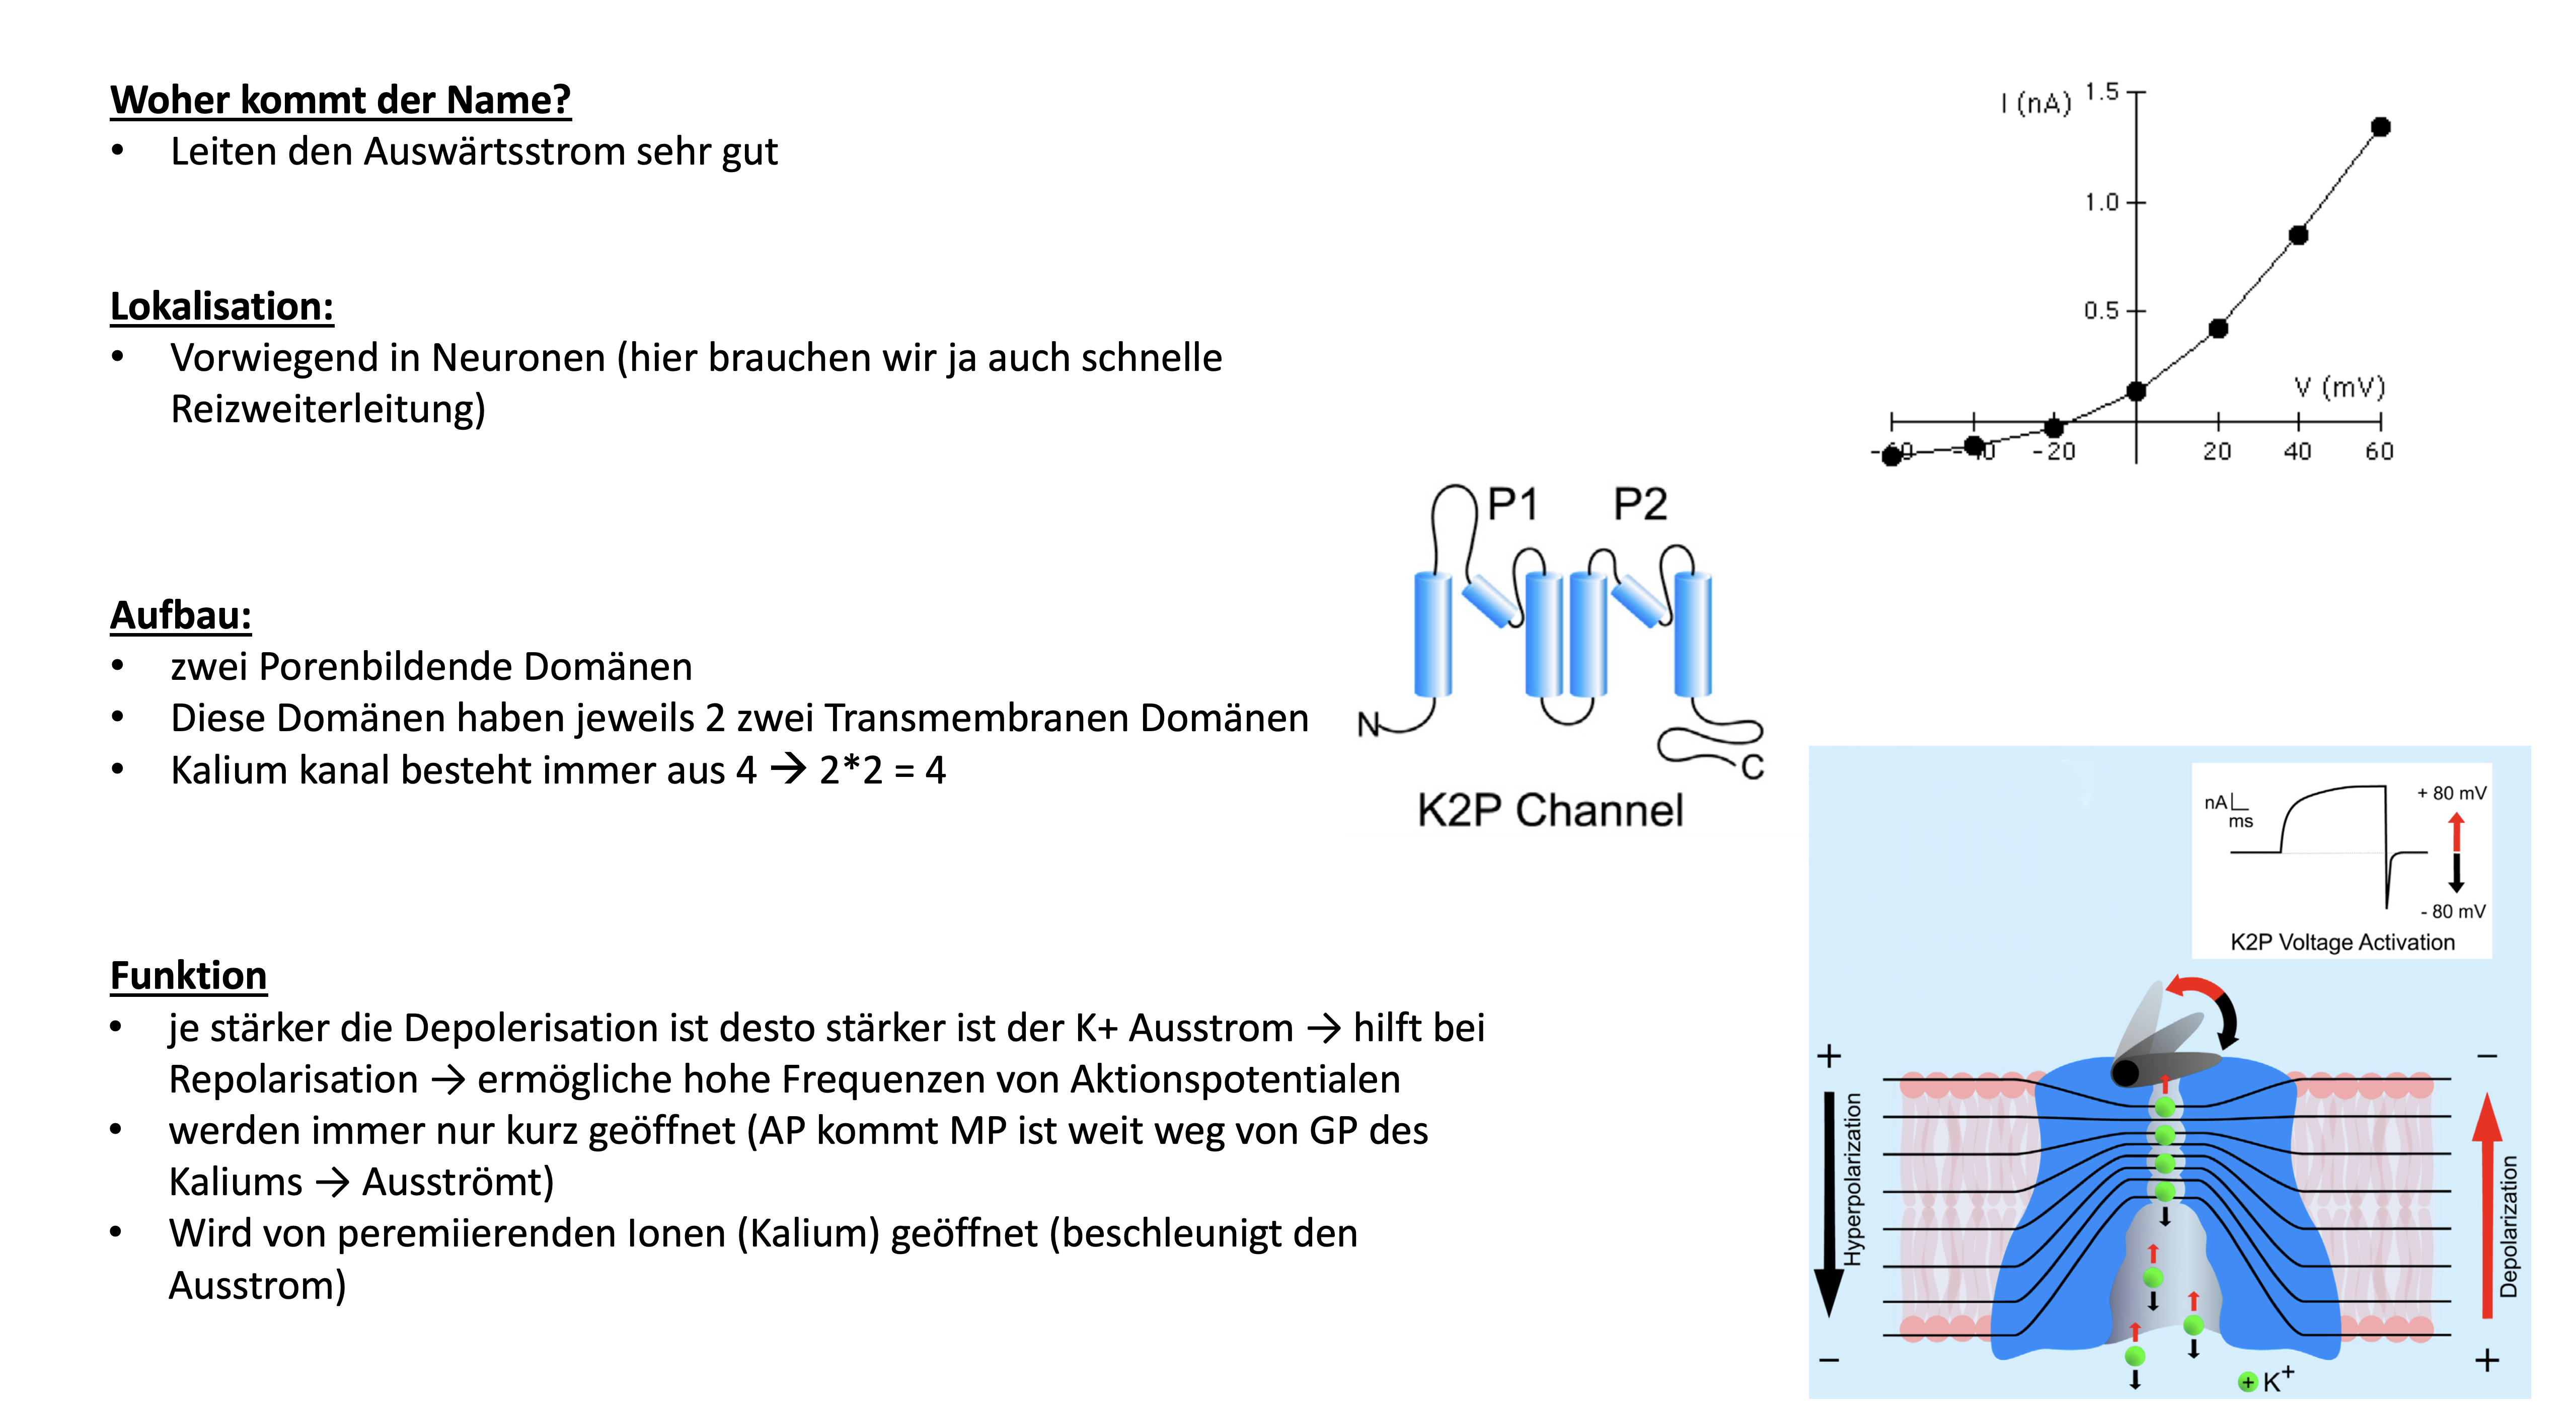 Woher kommt der Name?
• Leiten den Auswärtsstrom sehr gut
Lokalisation:
• Vorwiegend in Neuronen (hier brauchen wir ja auch schnelle
Reizweiterleitung)
Aufbau:
• zwei Porenbildende Domänen
• Diese Domänen haben jeweils 2 zwei Transmembranen Domänen
• Kalium kanal besteht immer aus 4 → 2*2 = 4
Funktion
• je stärker die Depolerisation ist desto stärker ist der K+ Ausstrom → hilft bei
Repolarisation → ermögliche hohe Frequenzen von Aktionspotentialen
• werden immer nur kurz geöffnet (AP kommt MP ist weit weg von GP des
Kaliums → Ausströmt)
• Wird von peremiierenden Ionen (Kalium) geöffnet (beschleunigt den
Ausstrom)
I (nA)
1.5
1.0
0.5
V (mV)
-60 -40 -20 20 40 60
P1 P2
N
C
K2P Channel
nA
ms
+ 80 mV
- 80 mV
K2P Voltage Activation
+ −
Hyperpolarization
Depolarization
− +
+ K+